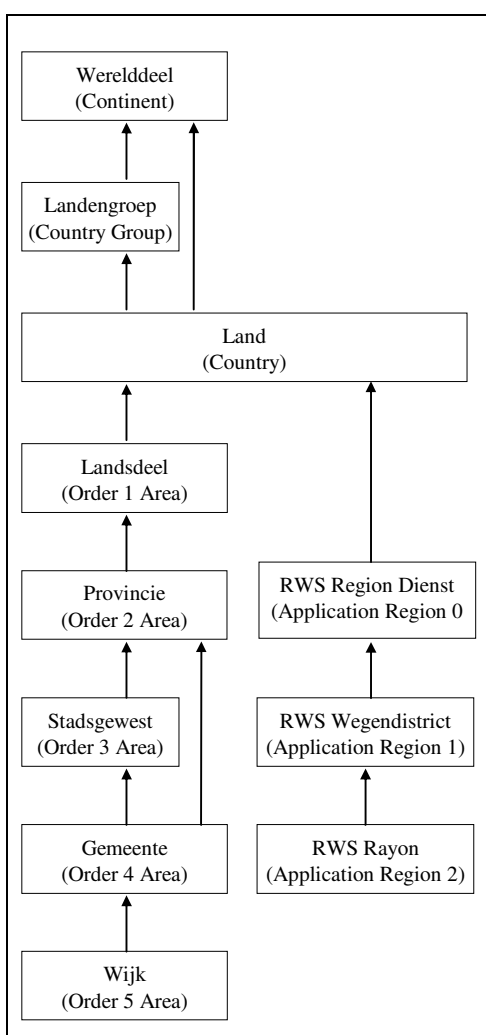 Werelddeel
(Continent)
Landengroep
(Country Group)
Land
(Country)
Landsdeel
(Order 1 Area)
Provincie
(Order 2 Area)
RWS Region Dienst
(Application Region 0
Stadsgewest
(Order 3 Area)
RWS Wegendistrict
(Application Region 1)
Gemeente
(Order 4 Area)
RWS Rayon
(Application Region 2)
Wijk
(Order 5 Area)